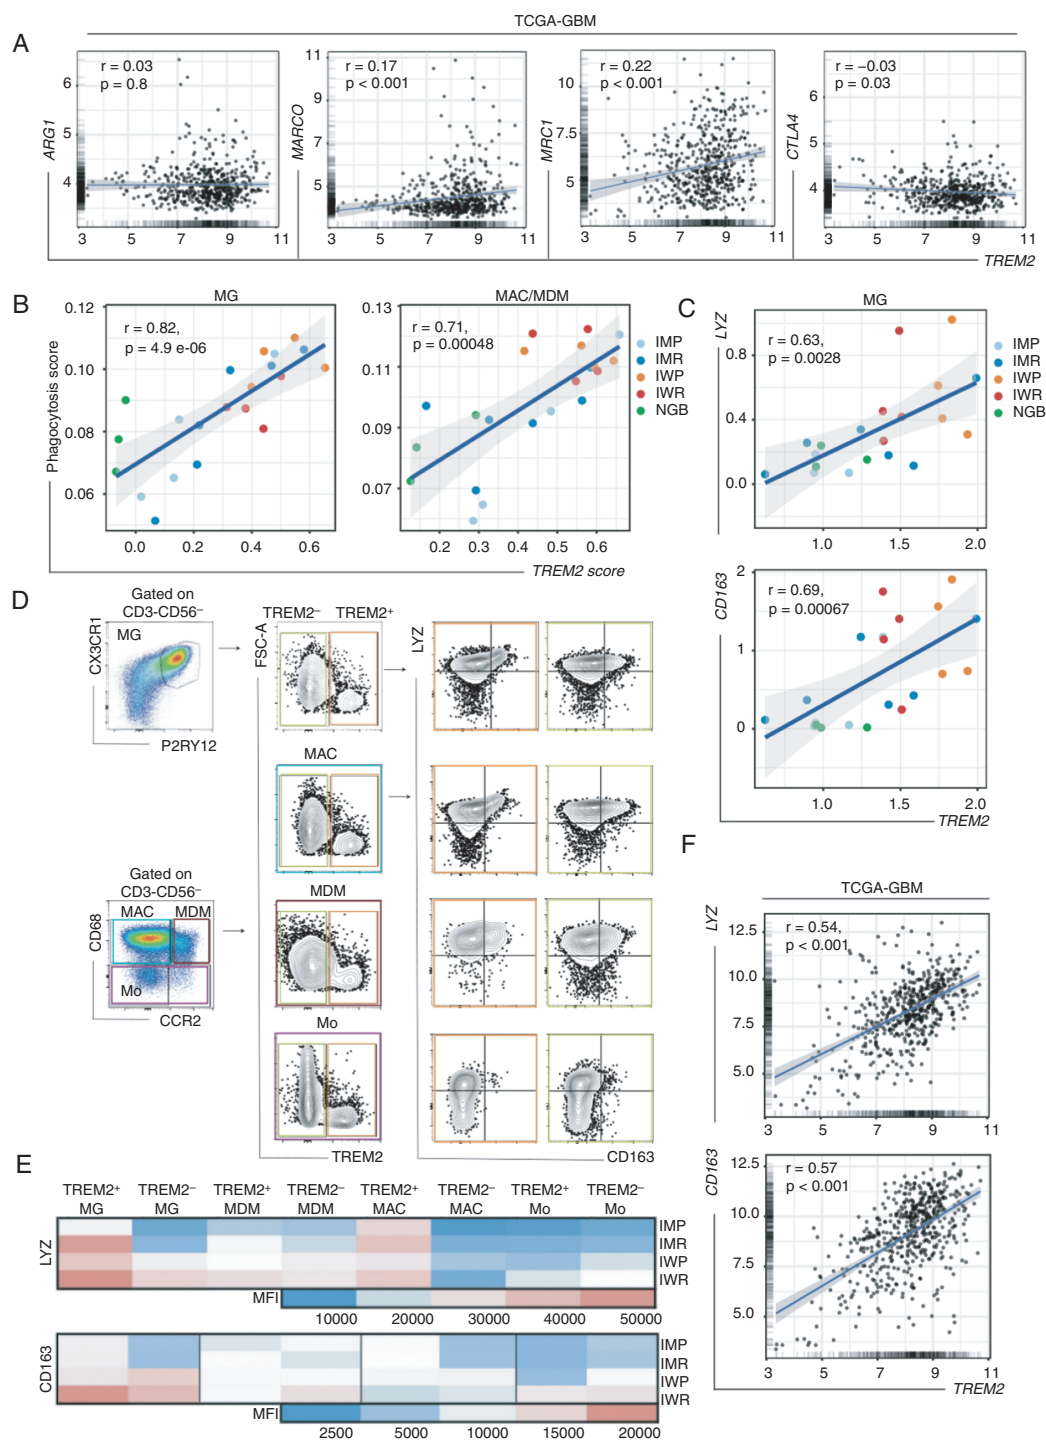 TCGA-GBM
A
r = 0.03
p = 0.8
6
5
4
ARG1
3 5 7 9 11
r = 0.17
p < 0.001
11
9
7
5
MARCO
3 5 7 9 11
r = 0.22
p < 0.001
10
7.5
5
MRC1
3 5 7 9 11
r = −0.03
p = 0.03
6
5
4
CTLA4
3 5 7 9 11
TREM2
B
MG
r = 0.82,
p = 4.9 e-06
0.12
0.10
0.08
0.06
Phagocytosis score
0.0 0.2 0.4 0.6
MAC/MDM
r = 0.71,
p = 0.00048
0.13
0.11
0.09
0.07
0.2 0.3 0.4 0.5 0.6
TREM2 score
IMP
IMR
IWP
IWR
NGB
C
MG
LYZ
r = 0.63,
p = 0.0028
0.8
0.4
0.0
1.0 1.5 2.0
IMP
IMR
IWP
IWR
NGB
CD163
r = 0.69,
p = 0.00067
2
1
0
1.0 1.5 2.0
TREM2
D
Gated on
CD3-CD56−
MG
CX3CR1
P2RY12
TREM2− TREM2+
FSC-A
LYZ
MAC
Gated on
CD3-CD56−
MAC MDM
Mo
CD68
CCR2
MDM
Mo
TREM2
CD163
E
TREM2+ TREM2− TREM2+ TREM2− TREM2+ TREM2− TREM2+ TREM2−
MG MG MDM MDM MAC MAC Mo Mo
LYZ
IMP
IMR
IWP
IWR
MFI
10000 20000 30000 40000 50000
CD163
IMP
IMR
IWP
IWR
MFI
2500 5000 10000 15000 20000
F
TCGA-GBM
LYZ
r = 0.54,
p < 0.001
12.5
10.0
7.5
5.0
3 5 7 9 11
CD163
r = 0.57
p < 0.001
12.5
10.0
7.5
5.0
3 5 7 9 11
TREM2